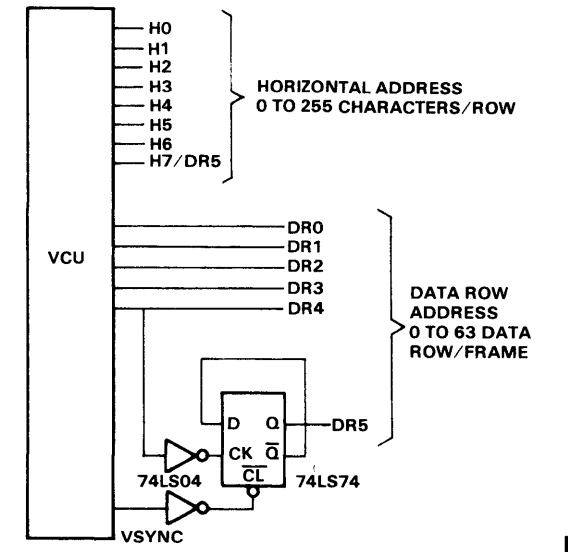 H0
H1
H2
H3
H4
H5
H6
H7/DR5
HORIZONTAL ADDRESS
0 TO 255 CHARACTERS/ROW
VCU
DR0
DR1
DR2
DR3
DR4
DATA ROW
ADDRESS
0 TO 63 DATA
ROW/FRAME
D Q DR5
CK Q̅
C̅L̅
74LS04
74LS74
VSYNC